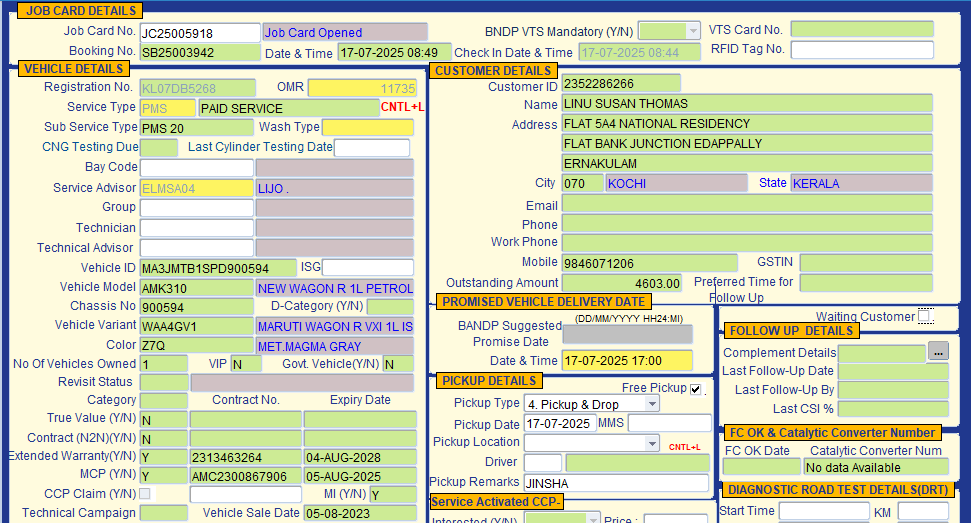 JOB CARD DETAILS
Job Card No. JC25005918 Job Card Opened BNDP VTS Mandatory (Y/N) VTS Card No.
Booking No. SB25003942 Date & Time 17-07-2025 08:49 Check In Date & Time 17-07-2025 08:44 RFID Tag No.
VEHICLE DETAILS
Registration No. KL07DB5268 OMR 11735
Service Type PMS PAID SERVICE CNTL+L
Sub Service Type PMS 20 Wash Type
CNG Testing Due Last Cylinder Testing Date
Bay Code
Service Advisor ELMSA04 LIJO .
Group
Technician
Technical Advisor
Vehicle ID MA3JMTB1SPD900594 ISG
Vehicle Model AMK310 NEW WAGON R 1L PETROL
Chassis No 900594 D-Category (Y/N)
Vehicle Variant WAA4GV1 MARUTI WAGON R VXI 1L IS
Color Z7Q MET.MAGMA GRAY
No Of Vehicles Owned 1 VIP N Govt. Vehicle(Y/N) N
Revisit Status
Category Contract No. Expiry Date
True Value (Y/N) N
Contract (N2N)(Y/N) N
Extended Warranty(Y/N) Y 2313463264 04-AUG-2028
MCP (Y/N) Y AMC2300867906 05-AUG-2025
CCP Claim (Y/N) MI (Y/N) Y
Technical Campaign Vehicle Sale Date 05-08-2023
CUSTOMER DETAILS
Customer ID 2352286266
Name LINU SUSAN THOMAS
Address FLAT 5A4 NATIONAL RESIDENCY
FLAT BANK JUNCTION EDAPPALLY
ERNAKULAM
City 070 KOCHI State KERALA
Email
Phone
Work Phone
Mobile 9846071206 GSTIN
Outstanding Amount 4603.00 Preferred Time for
Follow Up
PROMISED VEHICLE DELIVERY DATE
(DD/MM/YYYY HH24:MI)
BANDP Suggested
Promise Date
Date & Time 17-07-2025 17:00
PICKUP DETAILS
Free Pickup .
Pickup Type 4. Pickup & Drop
Pickup Date 17-07-2025 MMS
Pickup Location CNTL+L
Driver
Pickup Remarks JINSHA
Service Activated CCP-
Interested (Y/N) Price :
Waiting Customer .
FOLLOW UP DETAILS
Complement Details ...
Last Follow-Up Date
Last Follow-Up By
Last CSI %
FC OK & Catalytic Converter Number
FC OK Date Catalytic Converter Num
No data Available
DIAGNOSTIC ROAD TEST DETAILS(DRT)
Start Time KM